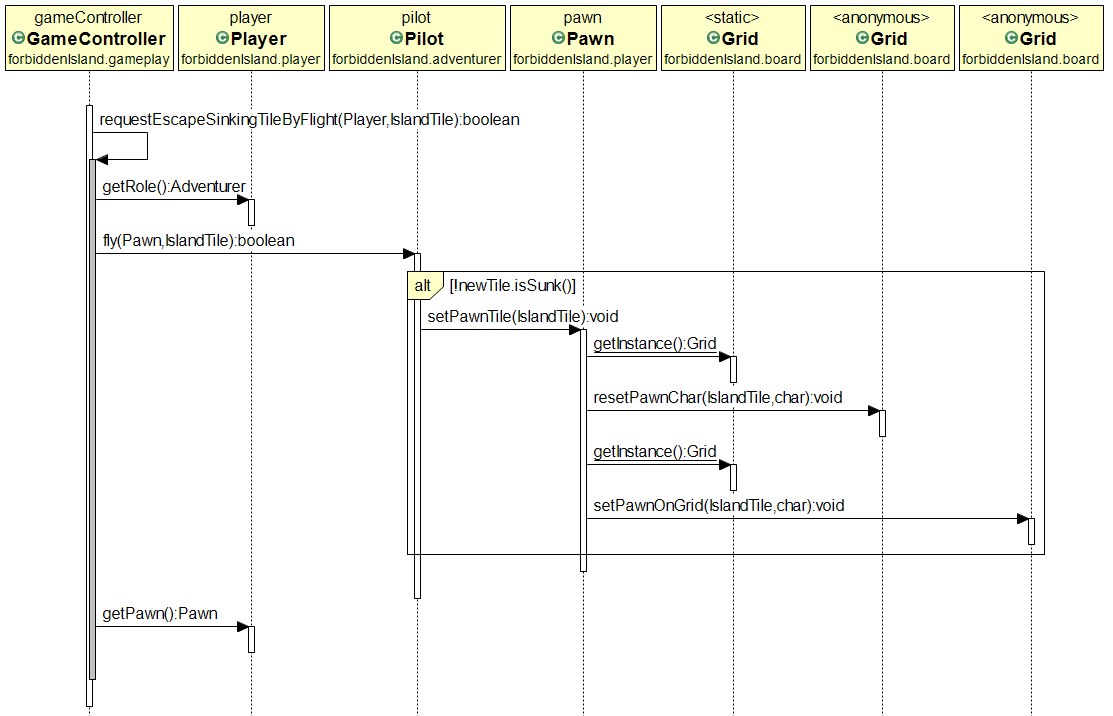 gameController
GameController
forbiddenIsland.gameplay
player
Player
forbiddenIsland.player
pilot
Pilot
forbiddenIsland.adventurer
pawn
Pawn
forbiddenIsland.player
<static>
Grid
forbiddenIsland.board
<anonymous>
Grid
forbiddenIsland.board
<anonymous>
Grid
forbiddenIsland.board
requestEscapeSinkingTileByFlight(Player,IslandTile):boolean
getRole():Adventurer
fly(Pawn,IslandTile):boolean
alt [!newTile.isSunk()]
setPawnTile(IslandTile):void
getInstance():Grid
resetPawnChar(IslandTile,char):void
getInstance():Grid
setPawnOnGrid(IslandTile,char):void
getPawn():Pawn